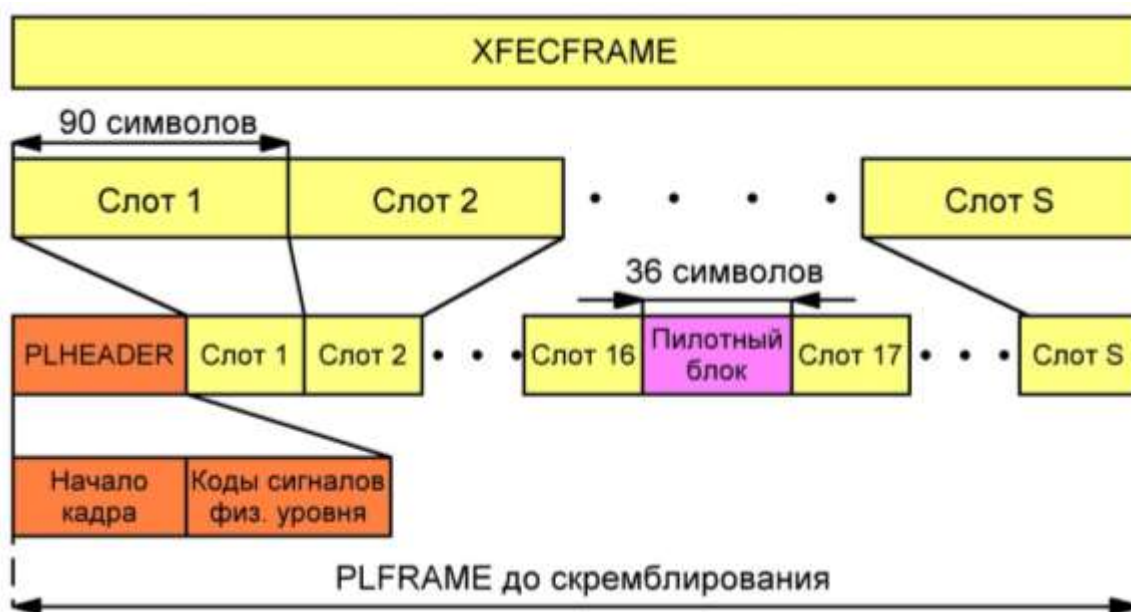 XFECFRAME
90 символов
Слот 1
Слот 2
Слот S
36 символов
PLHEADER
Слот 1
Слот 2
Слот 16
Пилотный
блок
Слот 17
Слот S
Начало
кадра
Коды сигналов
физ. уровня
PLFRAME до скремблирования